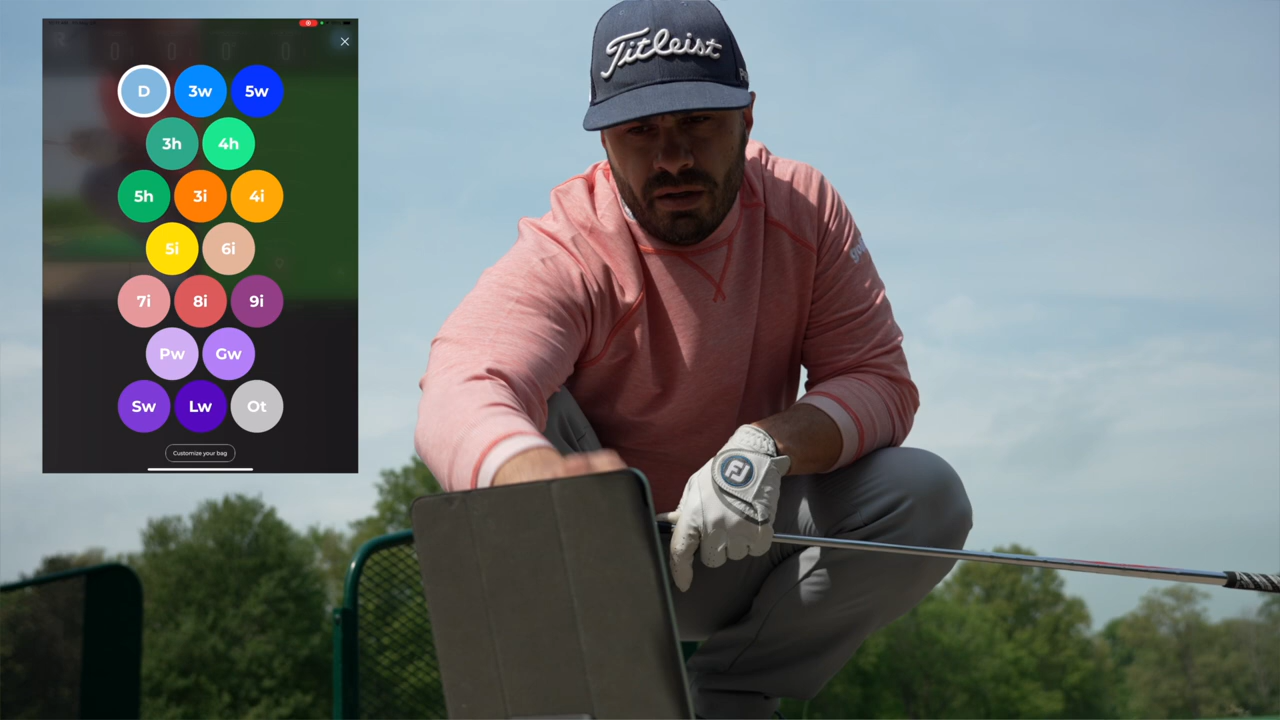 D 3w 5w
3h 4h
5h 3i 4i
5i 6i
7i 8i 9i
Pw Gw
Sw Lw Ot
Customize your bag
Titleist
FJ